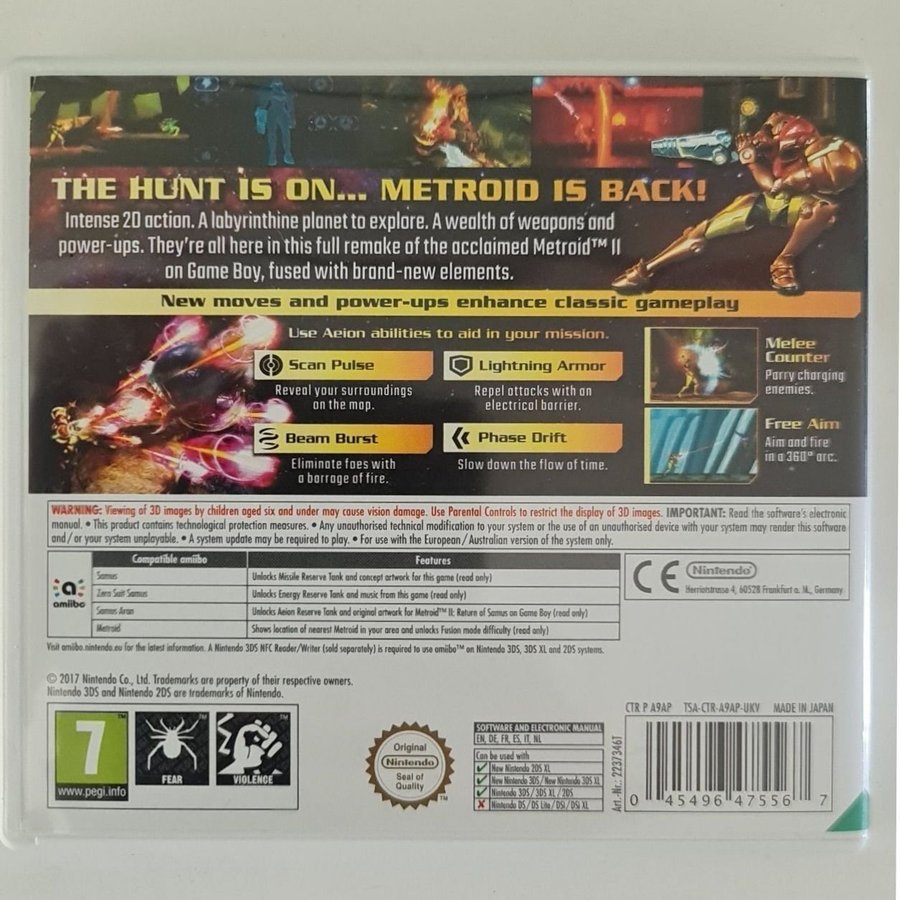 THE HUNT IS ON... METROID IS BACK!
Intense 2D action. A labyrinthine planet to explore. A wealth of weapons and
power-ups. They're all here in this full remake of the acclaimed Metroid™ II
on Game Boy, fused with brand-new elements.
New moves and power-ups enhance classic gameplay
Use Aeion abilities to aid in your mission.
Scan Pulse
Reveal your surroundings
on the map.
Lightning Armor
Repel attacks with an
electrical barrier.
Beam Burst
Eliminate foes with
a barrage of fire.
Phase Drift
Slow down the flow of time.
Melee
Counter
Parry charging
enemies.
Free Aim
Aim and fire
in a 360° arc.
WARNING: Viewing of 3D images by children aged six and under may cause vision damage. Use Parental Controls to restrict the display of 3D images. IMPORTANT: Read the software's electronic
manual. • This product contains technological protection measures. • Any unauthorised technical modification to your system or the use of an unauthorised device with your system may render this software
and/or your system unplayable. • A system update may be required to play. • For use with the European/Australian version of the system only.
amiibo
Compatible amiibo Features
Samus Unlocks Missile Reserve Tank and concept artwork for this game (read only)
Zero Suit Samus Unlocks Energy Reserve Tank and music from this game (read only)
Samus Aran Unlocks Aeion Reserve Tank and original artwork for Metroid™ II: Return of Samus on Game Boy (read only)
Metroid Shows location of nearest Metroid in your area and unlocks Fusion mode difficulty (read only)
Visit amiibo.nintendo.eu for the latest information. A Nintendo 3DS NFC Reader/Writer (sold separately) is required to use amiibo™ on Nintendo 3DS, 3DS XL and 2DS systems.
CE Nintendo
Herriotstrasse 4, 60528 Frankfurt a. M., Germany
© 2017 Nintendo Co., Ltd. Trademarks are property of their respective owners.
Nintendo 3DS and Nintendo 2DS are trademarks of Nintendo.
7
www.pegi.info
FEAR
VIOLENCE
™
Original
Nintendo
Seal of
Quality
™
SOFTWARE AND ELECTRONIC MANUAL
EN, DE, FR, ES, IT, NL
Can be used with
New Nintendo 2DS XL
New Nintendo 3DS/New Nintendo 3DS XL
Nintendo 3DS/3DS XL/2DS
Nintendo DS/DS Lite/DSi/DSi XL
CTR P A9AP TSA-CTR-A9AP-UKV MADE IN JAPAN
Art.-Nr.: 2237346T
0 45496 47556 7